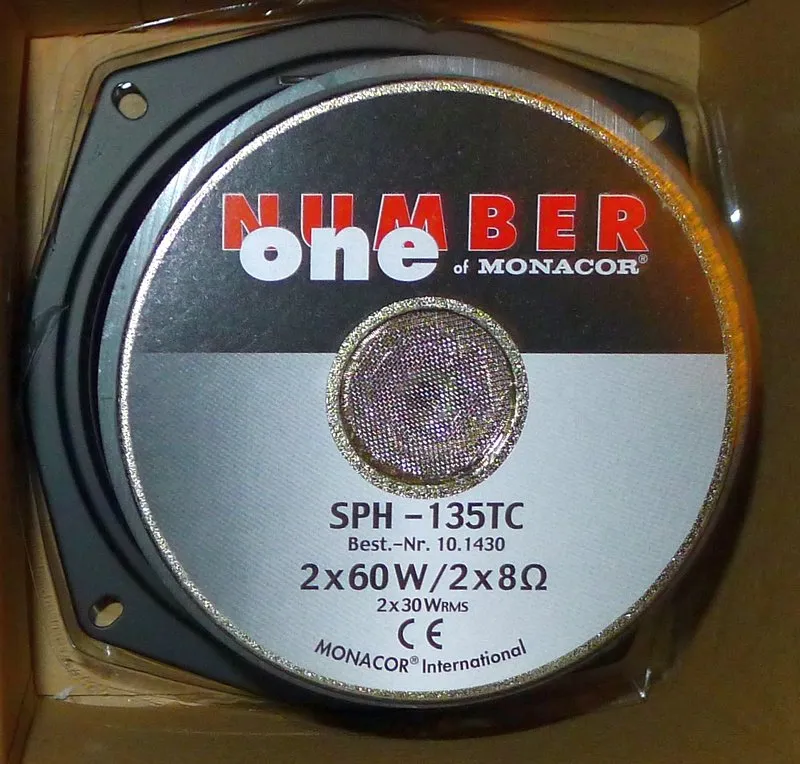 NUMBER
one of MONACOR®
SPH -135TC
Best.-Nr. 10.1430
2x60W/2x8Ω
2x30WRMS
CE
MONACOR® International